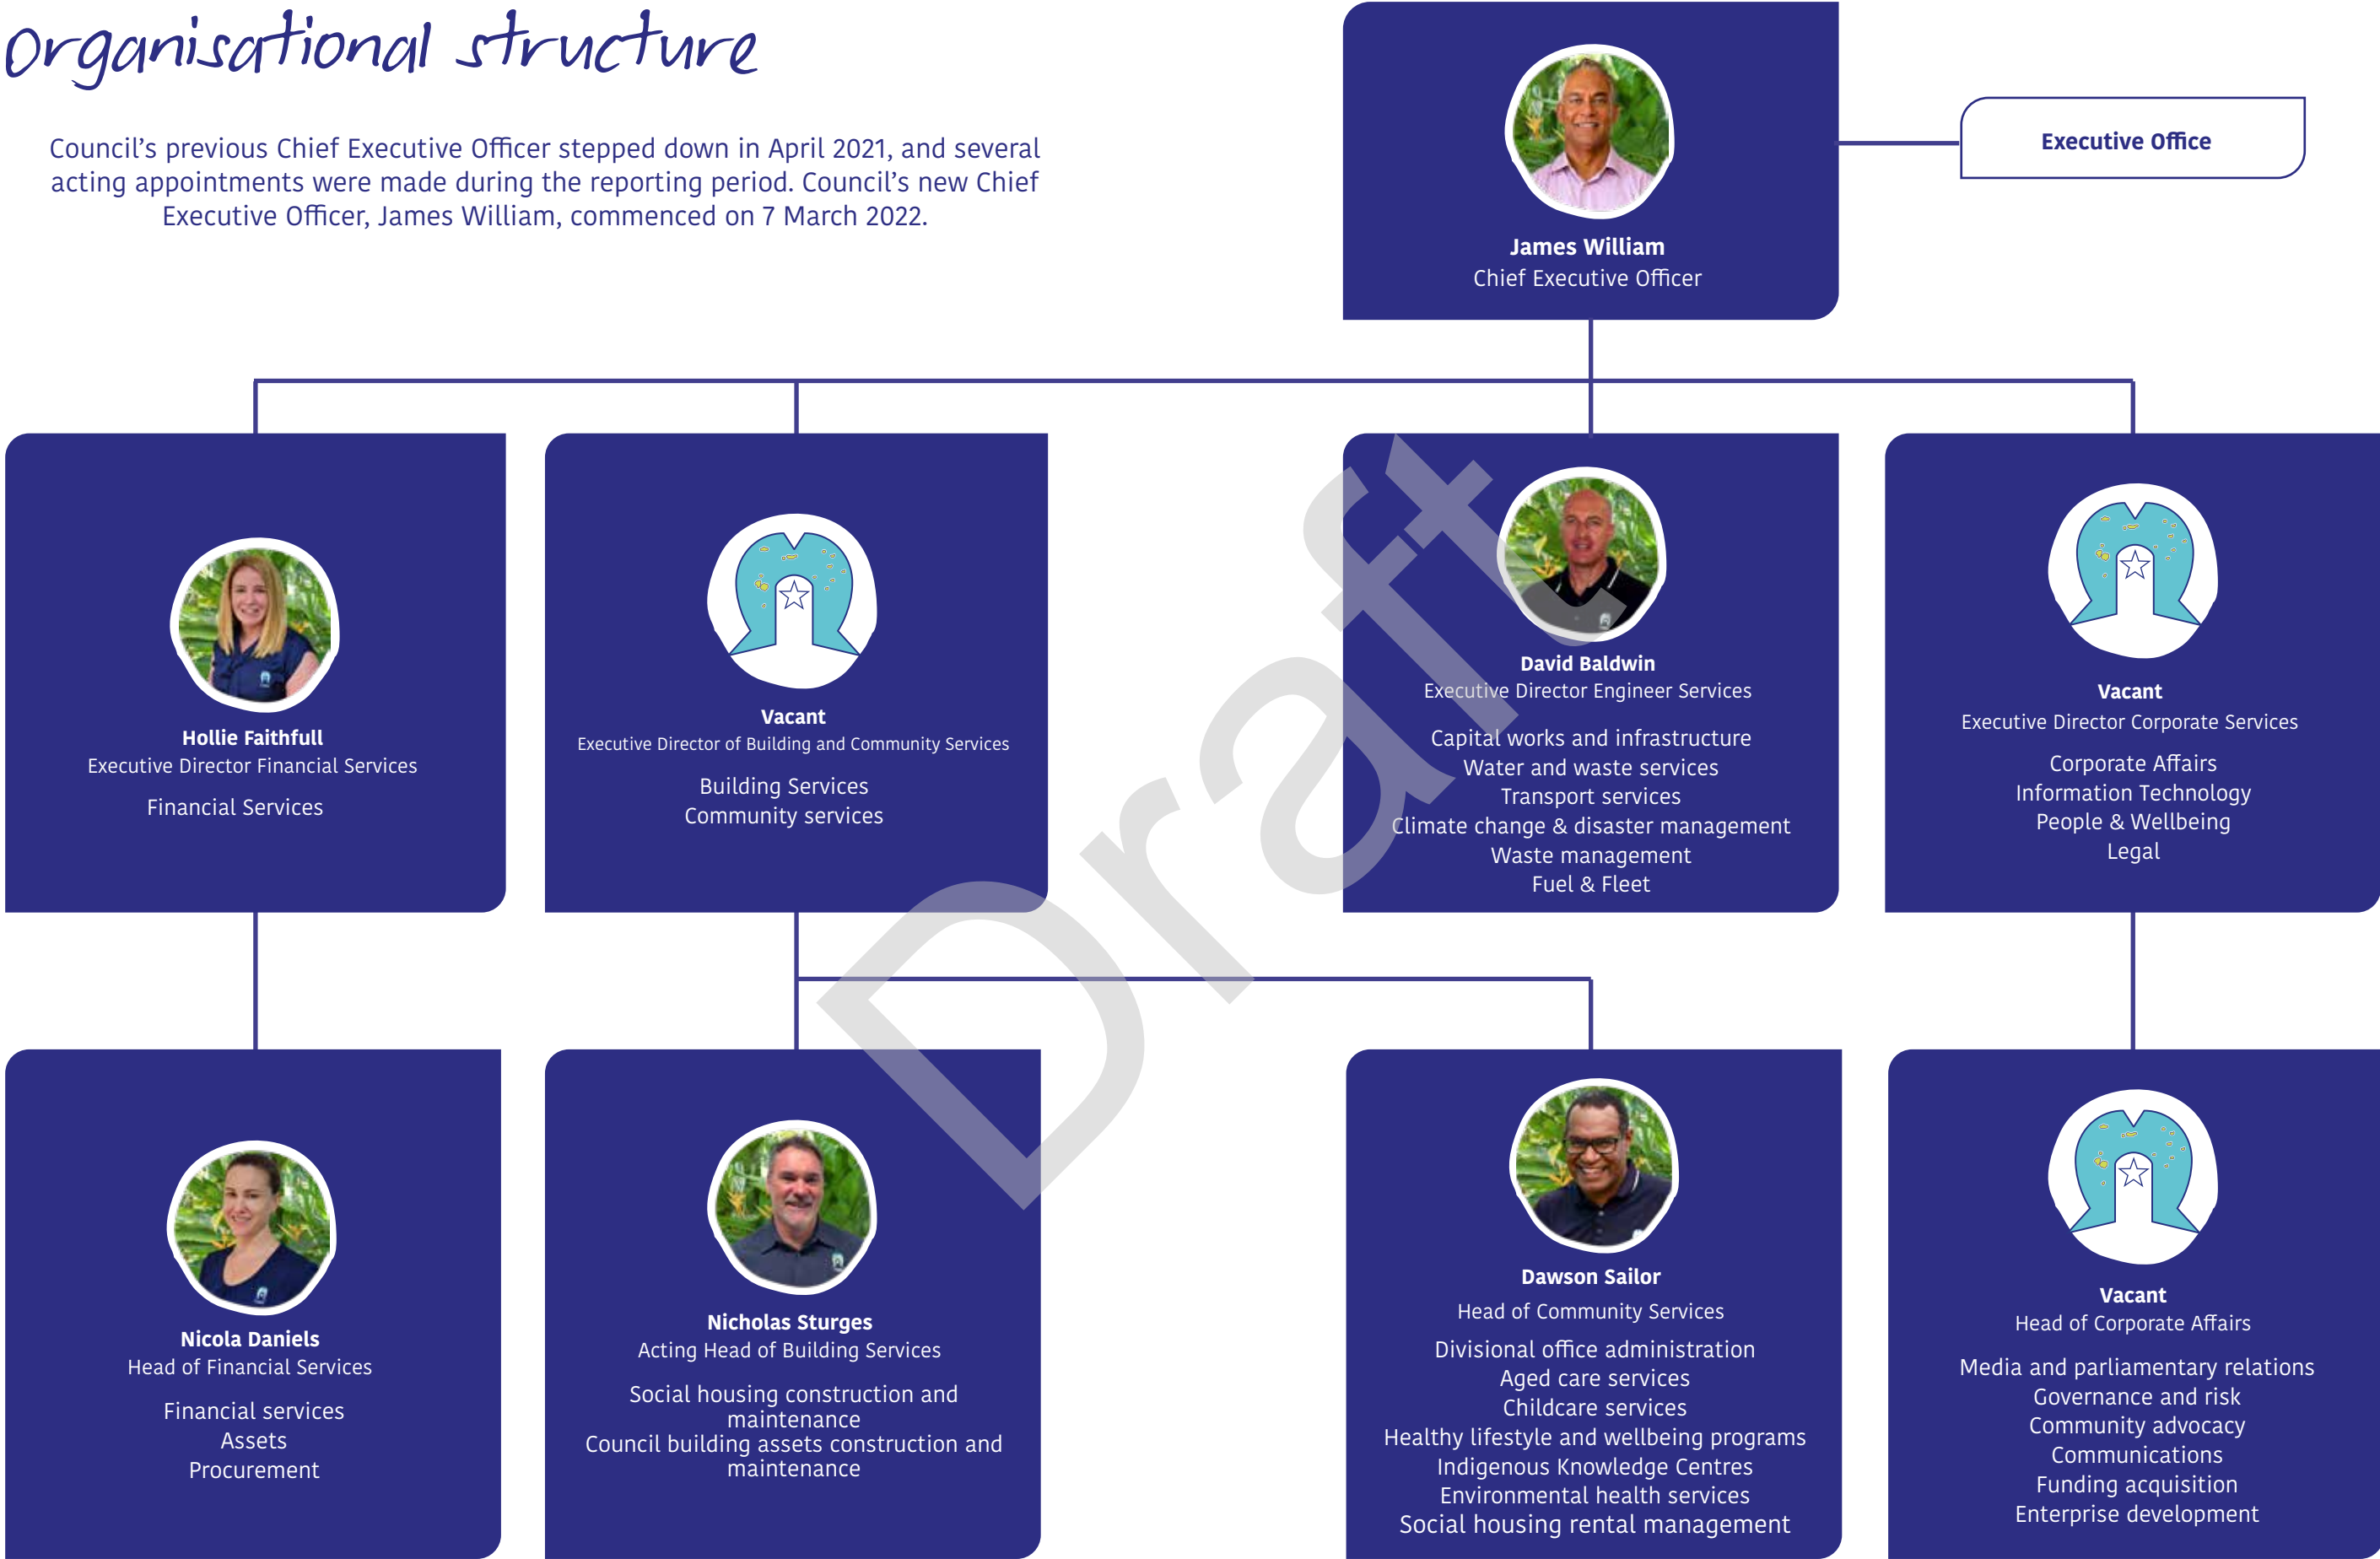 Organisational structure
Council's previous Chief Executive Officer stepped down in April 2021, and several
acting appointments were made during the reporting period. Council's new Chief
Executive Officer, James William, commenced on 7 March 2022.
James William
Chief Executive Officer
Executive Office
Hollie Faithfull
Executive Director Financial Services
Financial Services
Vacant
Executive Director of Building and Community Services
Building Services
Community services
David Baldwin
Executive Director Engineer Services
Capital works and infrastructure
Water and waste services
Transport services
Climate change & disaster management
Waste management
Fuel & Fleet
Vacant
Executive Director Corporate Services
Corporate Affairs
Information Technology
People & Wellbeing
Legal
Nicola Daniels
Head of Financial Services
Financial services
Assets
Procurement
Nicholas Sturges
Acting Head of Building Services
Social housing construction and
maintenance
Council building assets construction and
maintenance
Dawson Sailor
Head of Community Services
Divisional office administration
Aged care services
Childcare services
Healthy lifestyle and wellbeing programs
Indigenous Knowledge Centres
Environmental health services
Social housing rental management
Vacant
Head of Corporate Affairs
Media and parliamentary relations
Governance and risk
Community advocacy
Communications
Funding acquisition
Enterprise development
Draft